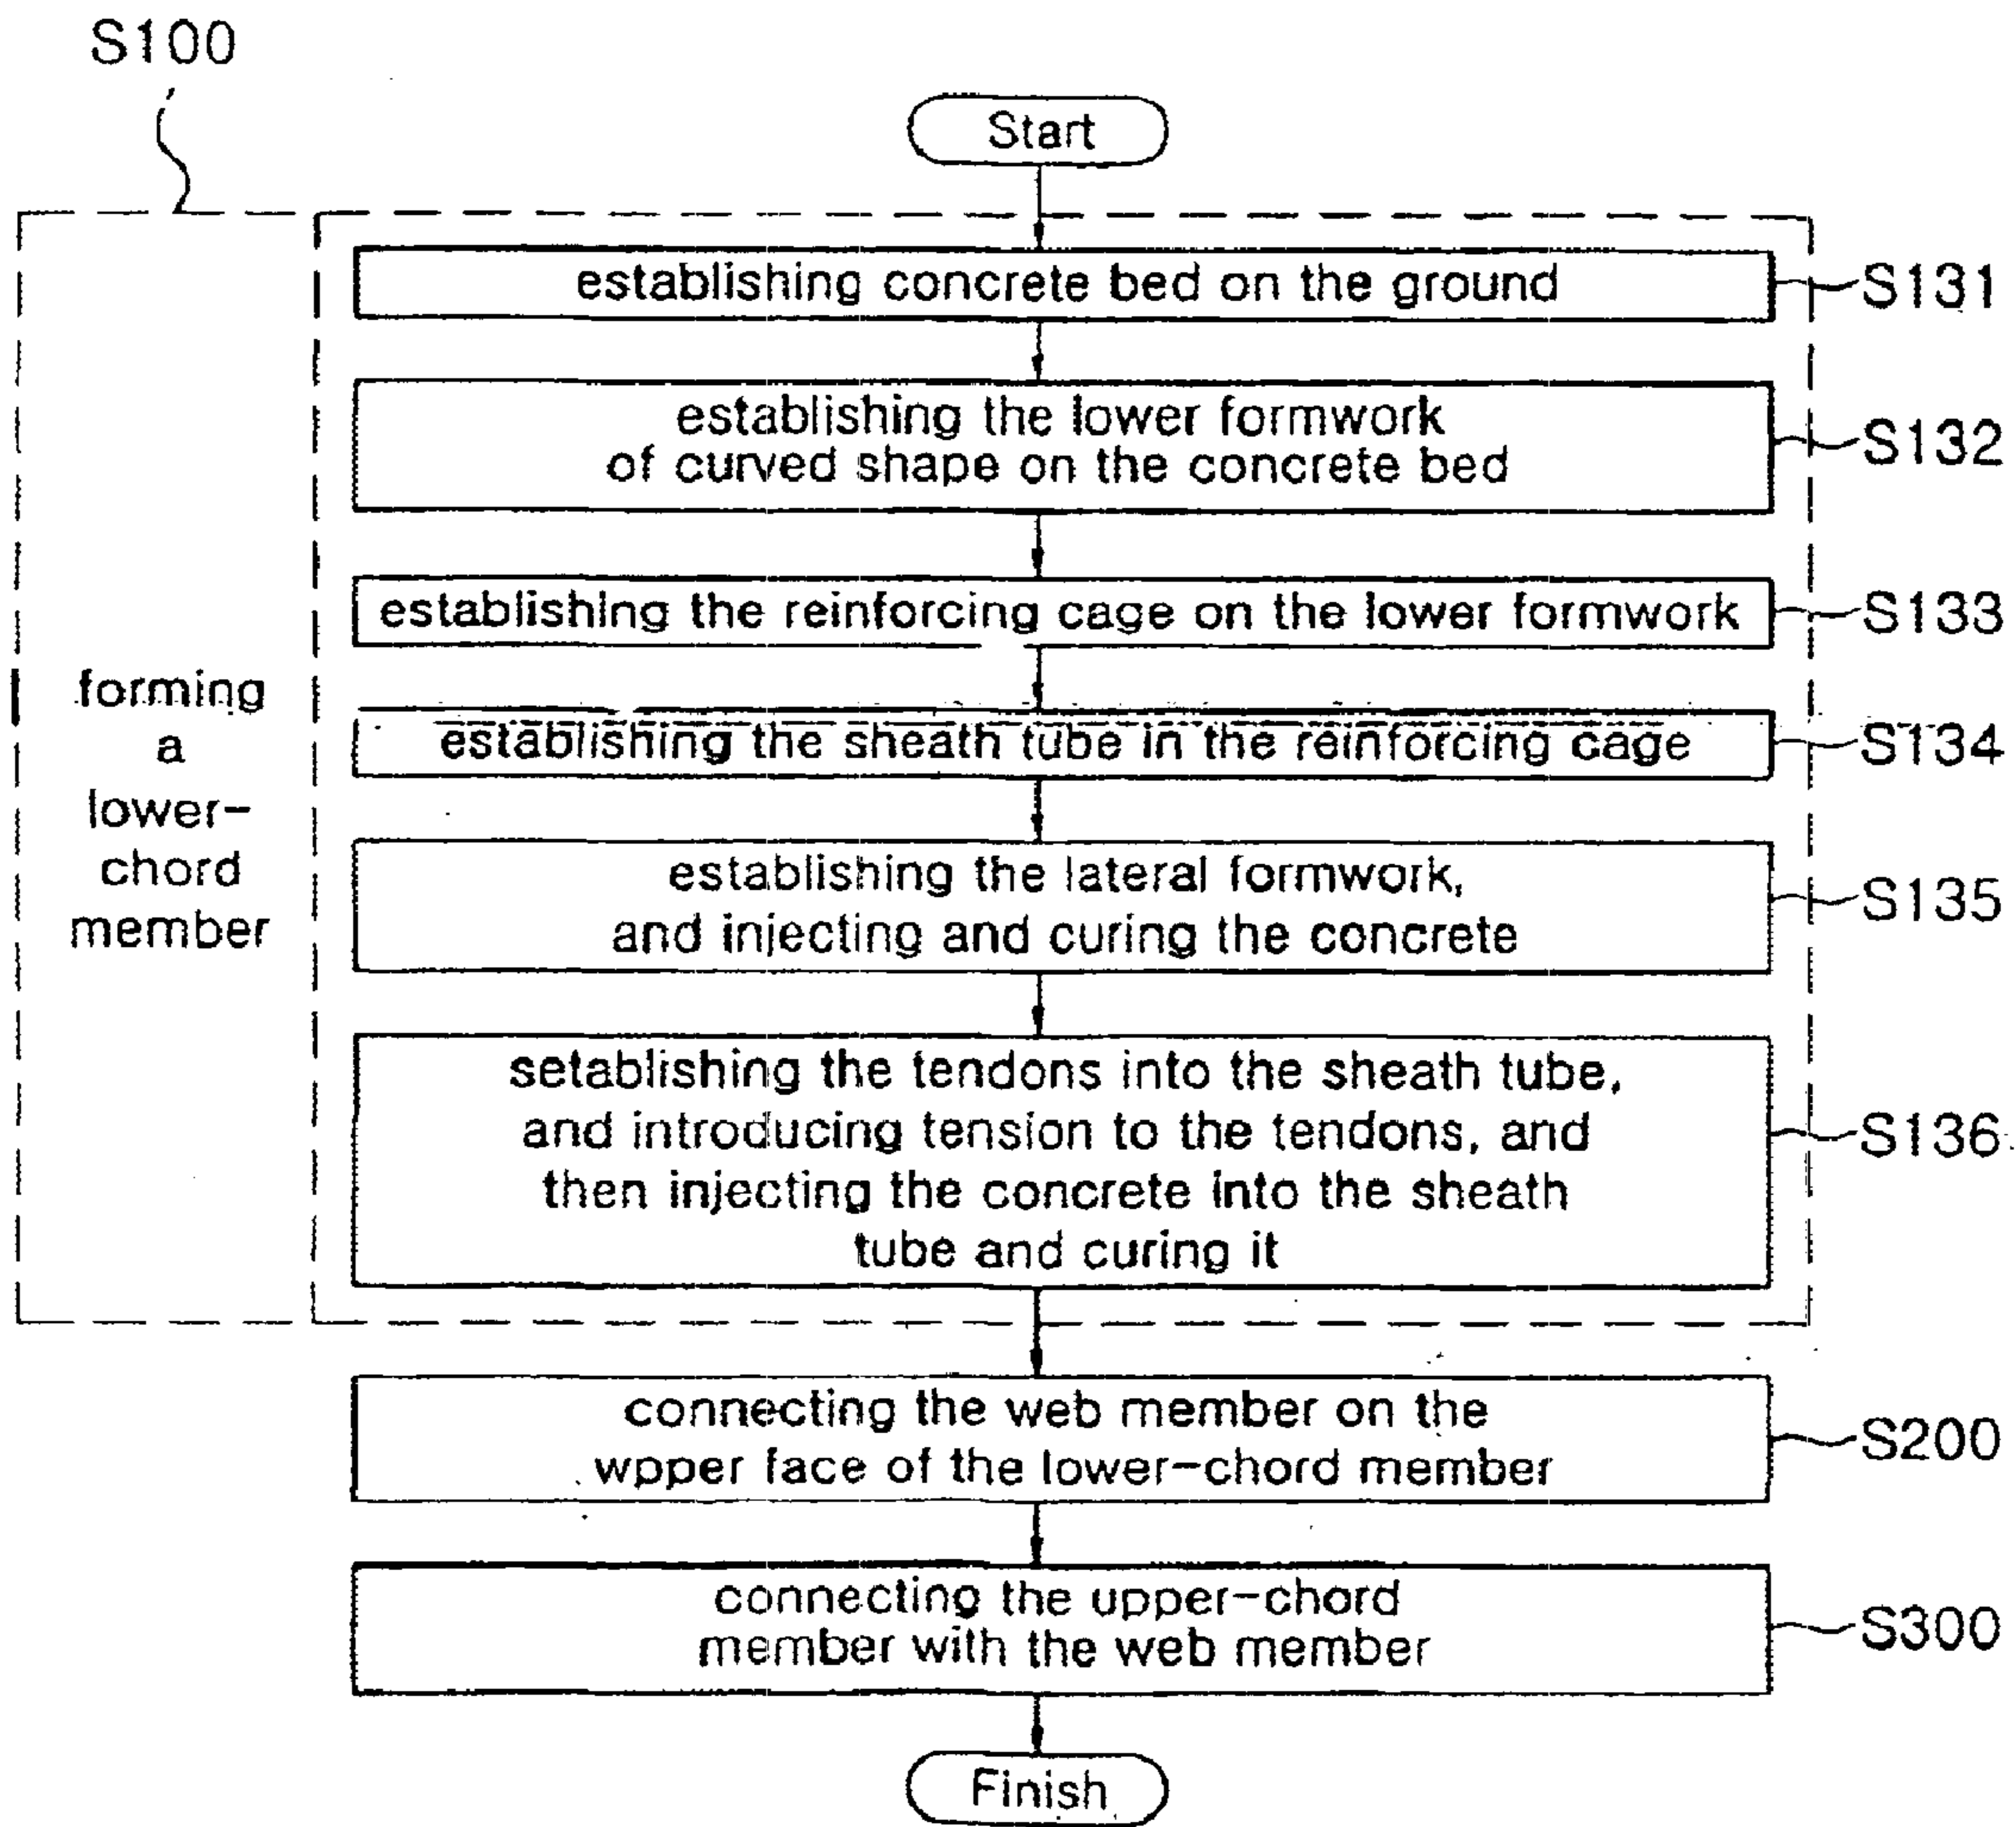 S100
Start
establishing concrete bed on the ground
S131
establishing the lower formwork
of curved shape on the concrete bed
S132
establishing the reinforcing cage on the lower formwork
S133
establishing the sheath tube in the reinforcing cage
S134
forming
a
lower-
chord
member
establishing the lateral formwork,
and injecting and curing the concrete
S135
setablishing the tendons into the sheath tube,
and introducing tension to the tendons, and
then injecting the concrete into the sheath
tube and curing it
S136
connecting the web member on the
wpper face of the lower-chord member
S200
connecting the upper-chord
member with the web member
S300
Finish